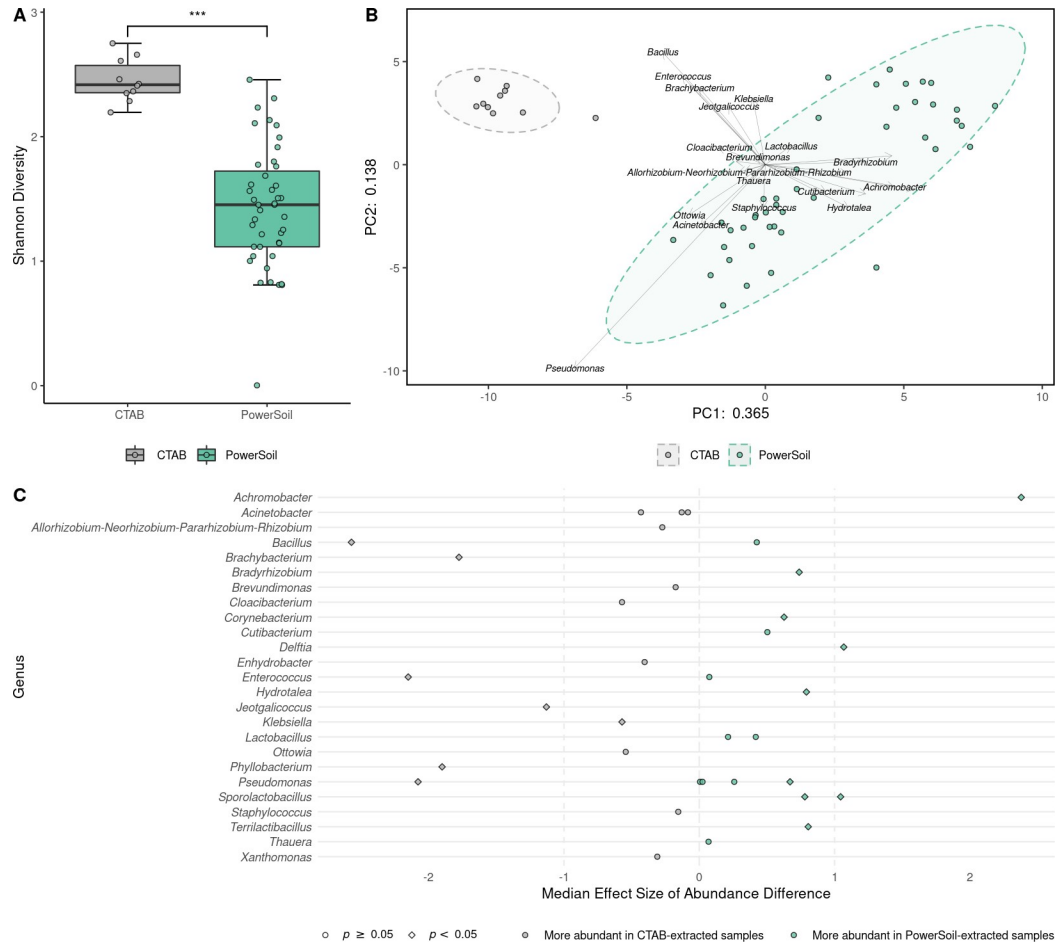 A
***
Shannon Diversity
3
2
1
0
CTAB
PowerSoil
CTAB PowerSoil
B
PC2: 0.138
5
0
-5
-10
Bacillus
Enterococcus
Brachybacterium
Klebsiella
Jeotgalicoccus
Cloacibacterium
Lactobacillus
Brevundimonas
Bradyrhizobium
Allorhizobium-Neorhizobium-Pararhizobium-Rhizobium
Thauera
Achromobacter
Cutibacterium
Staphylococcus
Hydrotalea
Ottowia
Acinetobacter
Pseudomonas
-10 -5 0 5 10
PC1: 0.365
CTAB PowerSoil
C
Genus
Achromobacter
Acinetobacter
Allorhizobium-Neorhizobium-Pararhizobium-Rhizobium
Bacillus
Brachybacterium
Bradyrhizobium
Brevundimonas
Cloacibacterium
Corynebacterium
Cutibacterium
Delftia
Enhydrobacter
Enterococcus
Hydrotalea
Jeotgalicoccus
Klebsiella
Lactobacillus
Ottowia
Phyllobacterium
Pseudomonas
Sporolactobacillus
Staphylococcus
Terrilactibacillus
Thauera
Xanthomonas
-2 -1 0 1 2
Median Effect Size of Abundance Difference
p ≥ 0.05 p < 0.05 More abundant in CTAB-extracted samples More abundant in PowerSoil-extracted samples